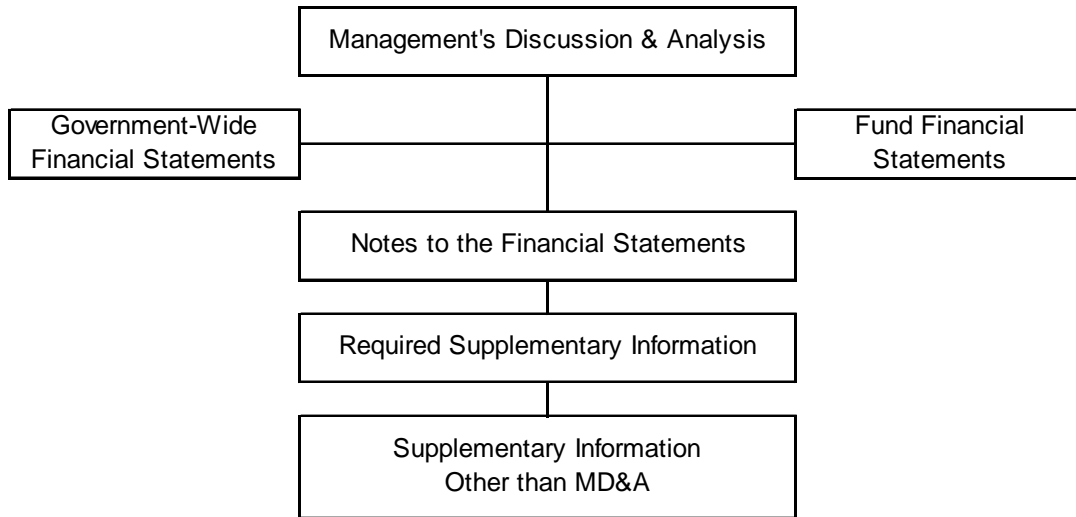 Management's Discussion & Analysis
Government-Wide
Financial Statements
Fund Financial
Statements
Notes to the Financial Statements
Required Supplementary Information
Supplementary Information
Other than MD&A